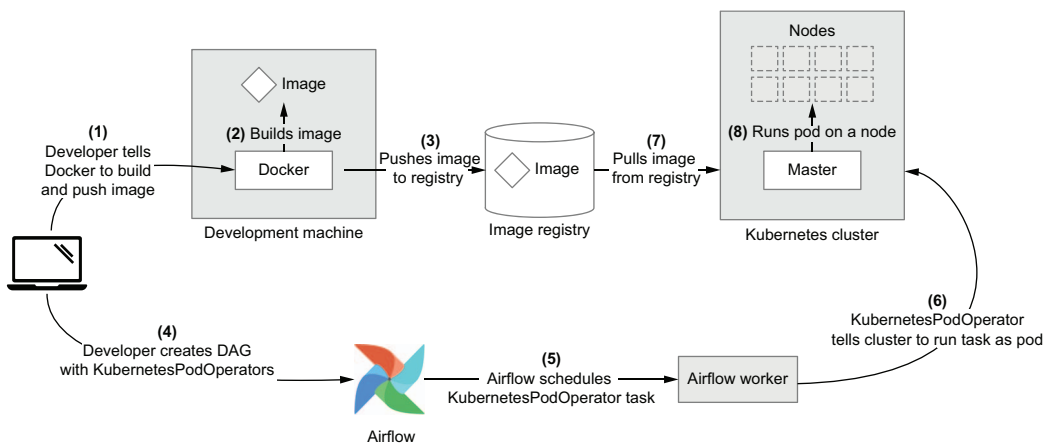 Nodes
Image
(1)
Developer tells
Docker to build
and push image
(2) Builds image
Docker
Development machine
(3)
Pushes image
to registry
Image
Image registry
(7)
Pulls image
from registry
(8) Runs pod on a node
Master
Kubernetes cluster
(4)
Developer creates DAG
with KubernetesPodOperators
Airflow
(5)
Airflow schedules
KubernetesPodOperator task
Airflow worker
(6)
KubernetesPodOperator
tells cluster to run task as pod